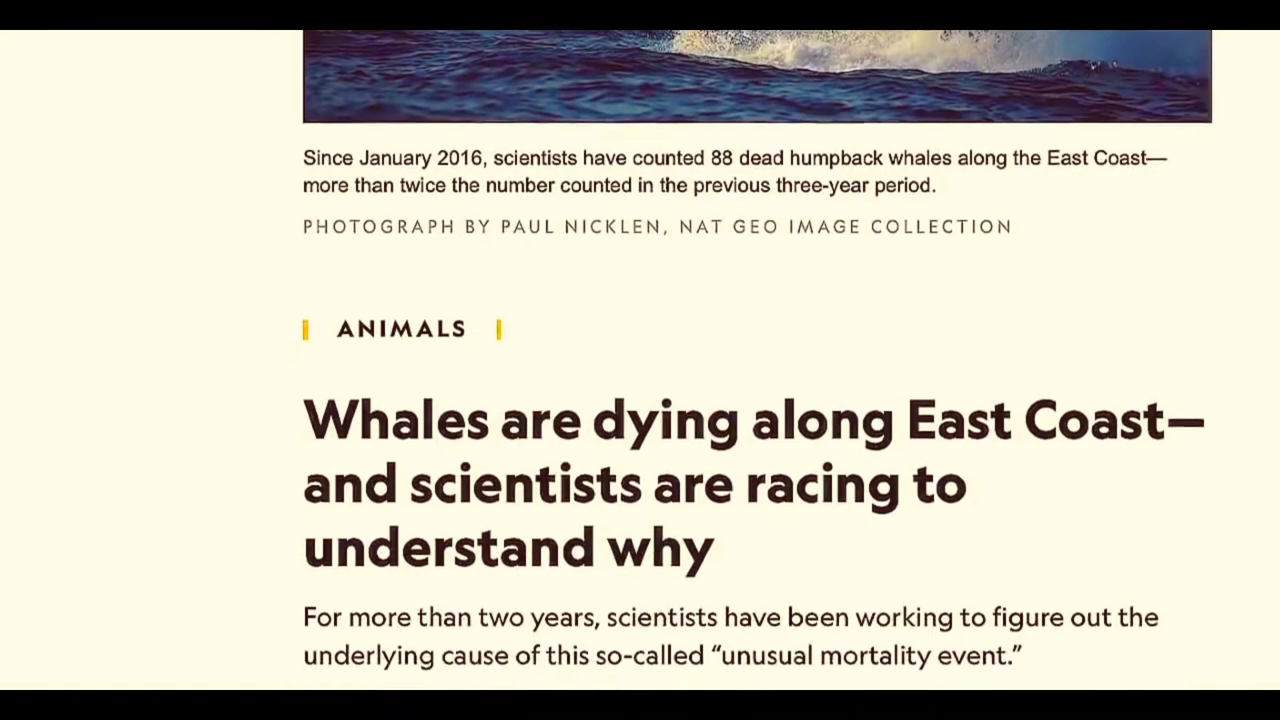 Since January 2016, scientists have counted 88 dead humpback whales along the East Coast—
more than twice the number counted in the previous three-year period.
PHOTOGRAPH BY PAUL NICKLEN, NAT GEO IMAGE COLLECTION
ANIMALS
Whales are dying along East Coast—
and scientists are racing to
understand why
For more than two years, scientists have been working to figure out the
underlying cause of this so-called “unusual mortality event.”